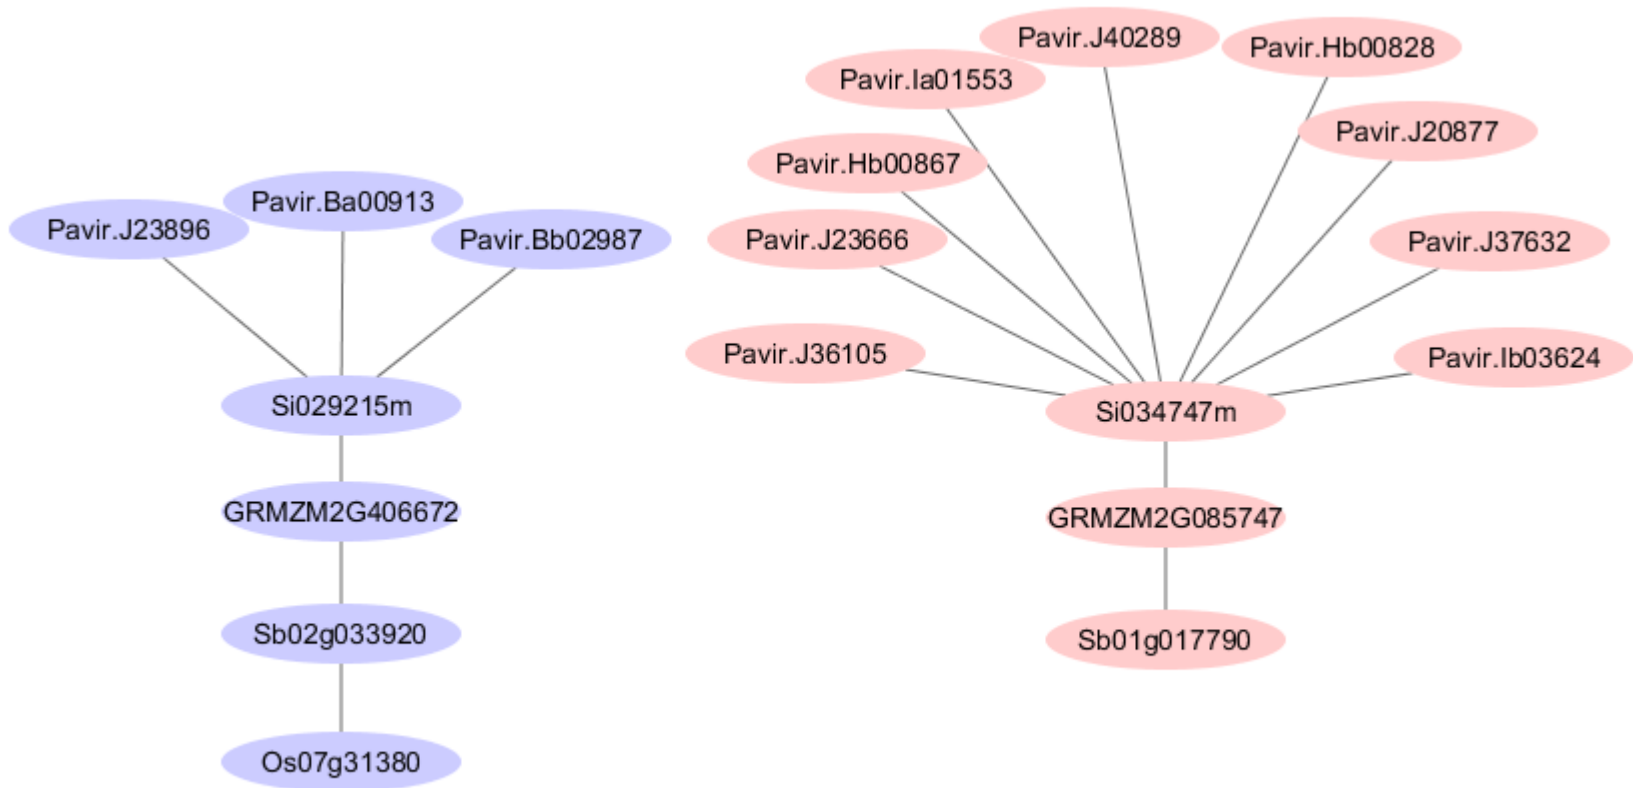 Pavir.J23896
Pavir.Ba00913
Pavir.Bb02987
Si029215m
GRMZM2G406672
Sb02g033920
Os07g31380
Pavir.J40289
Pavir.Hb00828
Pavir.Ia01553
Pavir.J20877
Pavir.Hb00867
Pavir.J23666
Pavir.J37632
Pavir.J36105
Pavir.Ib03624
Si034747m
GRMZM2G085747
Sb01g017790